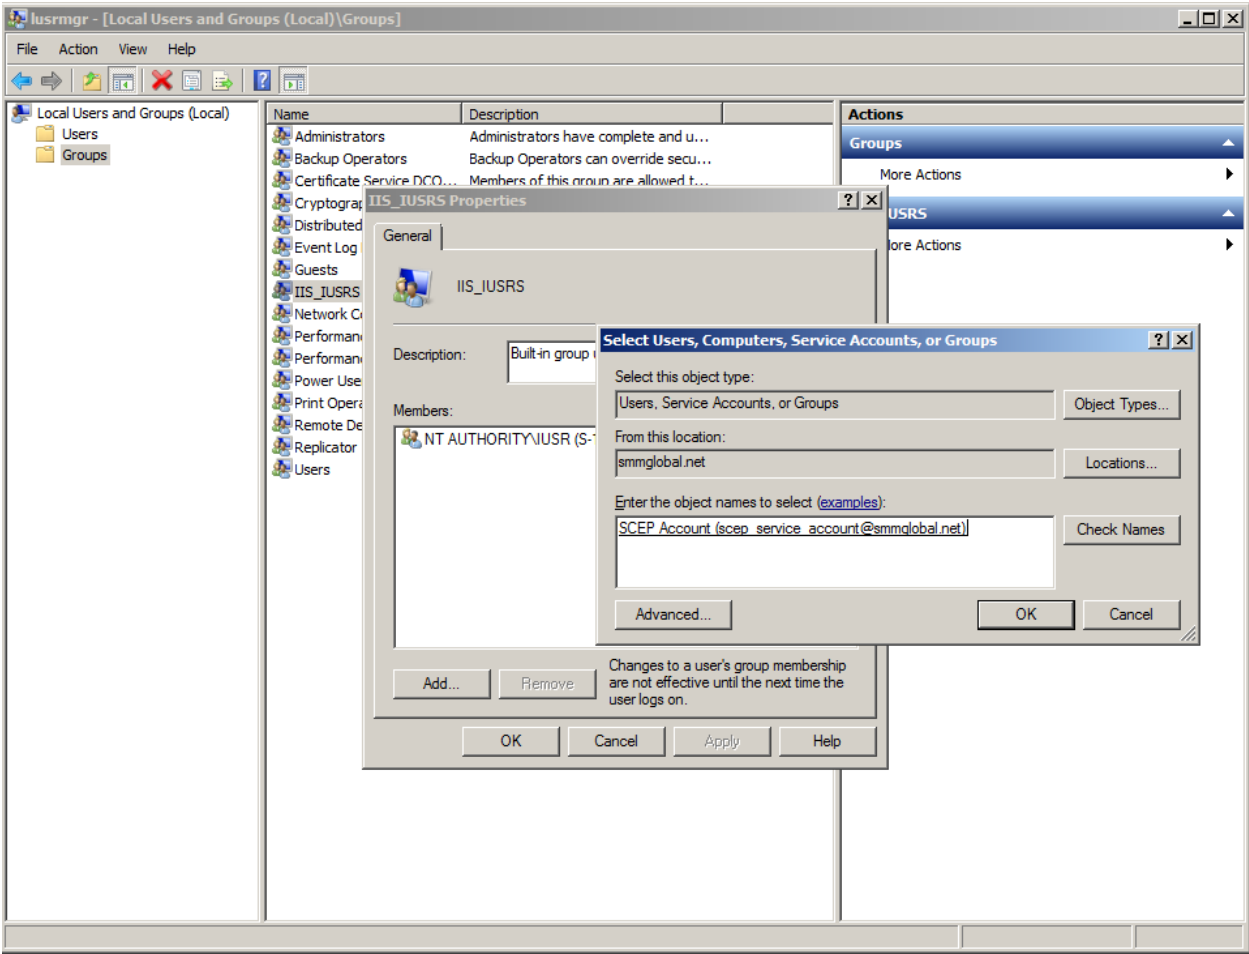 lusrmgr - [Local Users and Groups (Local)\Groups]
File Action View Help
Local Users and Groups (Local)
Users
Groups
Name Description
Administrators Administrators have complete and u...
Backup Operators Backup Operators can override secu...
Certificate Service DCO... Members of this group are allowed t...
Cryptograp
Distributed
Event Log
Guests
IIS_IUSRS
Network C
Performan
Performan
Power Use
Print Opera
Remote De
Replicator
Users
Actions
Groups
More Actions
USRS
More Actions
IIS_IUSRS Properties
General
IIS_IUSRS
Description: Built-in group
Members:
NT AUTHORITY\IUSR (S-
Add... Remove
Changes to a user's group membership
are not effective until the next time the
user logs on.
OK Cancel Apply Help
Select Users, Computers, Service Accounts, or Groups
Select this object type:
Users, Service Accounts, or Groups
Object Types...
From this location:
smmglobal.net
Locations...
Enter the object names to select (examples):
SCEP Account (scep_service_account@smmglobal.net)
Check Names
Advanced... OK Cancel